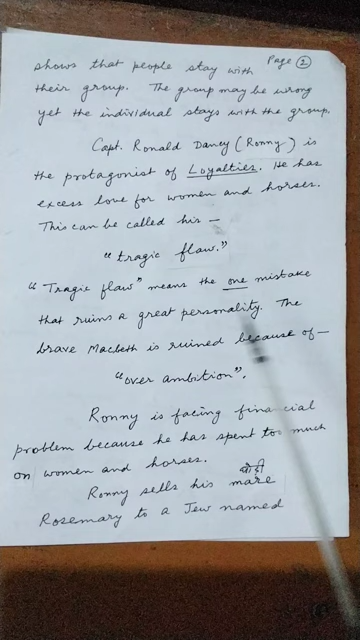 Page 2
shows that people stay with
their group. The group may be wrong
yet the individual stays with the group.
Capt. Ronald Dancy (Ronny) is
the protagonist of Loyalties. He has
excess love for women and horses.
This can be called his —
"tragic flaw."
"Tragic flaw" means the one mistake
that ruins a great personality. The
brave Macbeth is ruined because of —
"over ambition".
Ronny is facing financial
problem because he has spent too much
on women and horses.
घोड़ी
Ronny sells his mare
Rosemary to a Jew named